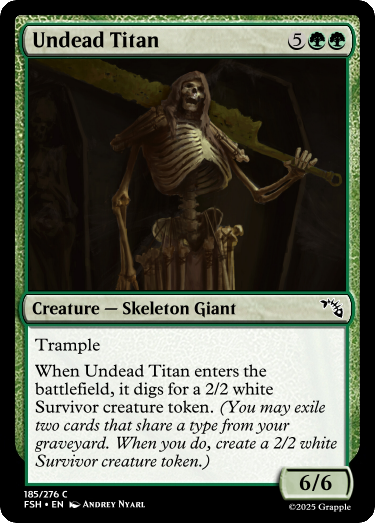 Undead Titan 5
Creature — Skeleton Giant
Trample
When Undead Titan enters the
battlefield, it digs for a 2/2 white
Survivor creature token. (You may exile
two cards that share a type from your
graveyard. When you do, create a 2/2 white
Survivor creature token.)
6/6
185/276 C
FSH • EN Andrey Nyarl
©2025 Grapple